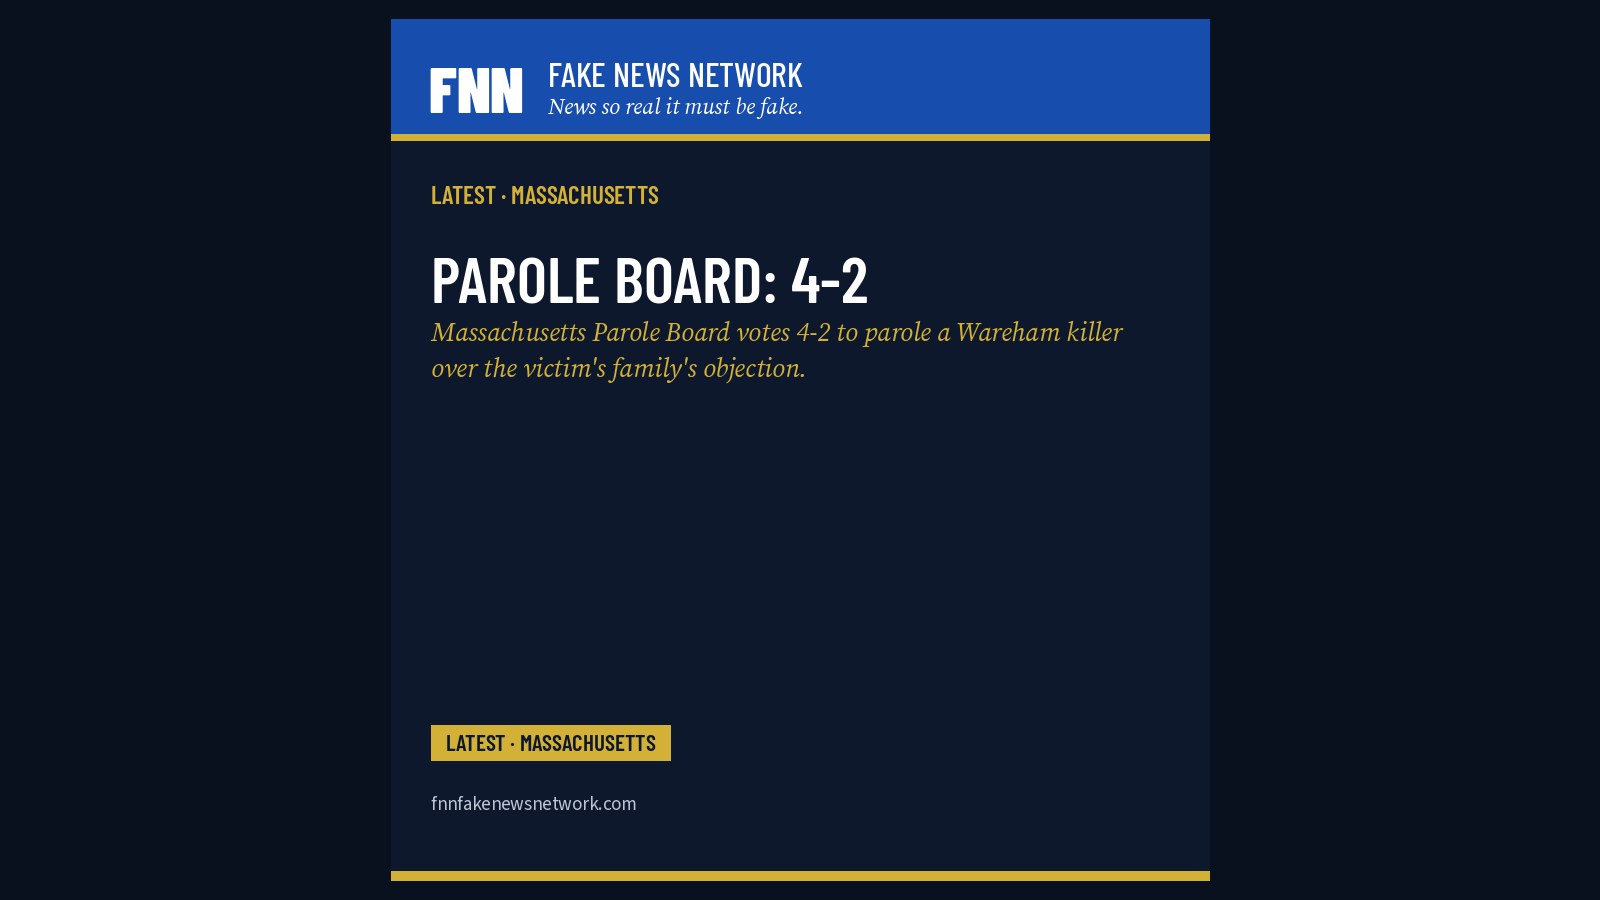 FNN
FAKE NEWS NETWORK
News so real it must be fake.
LATEST · MASSACHUSETTS
PAROLE BOARD: 4-2
Massachusetts Parole Board votes 4-2 to parole a Wareham killer
over the victim's family's objection.
LATEST · MASSACHUSETTS
fnnfakenewsnetwork.com